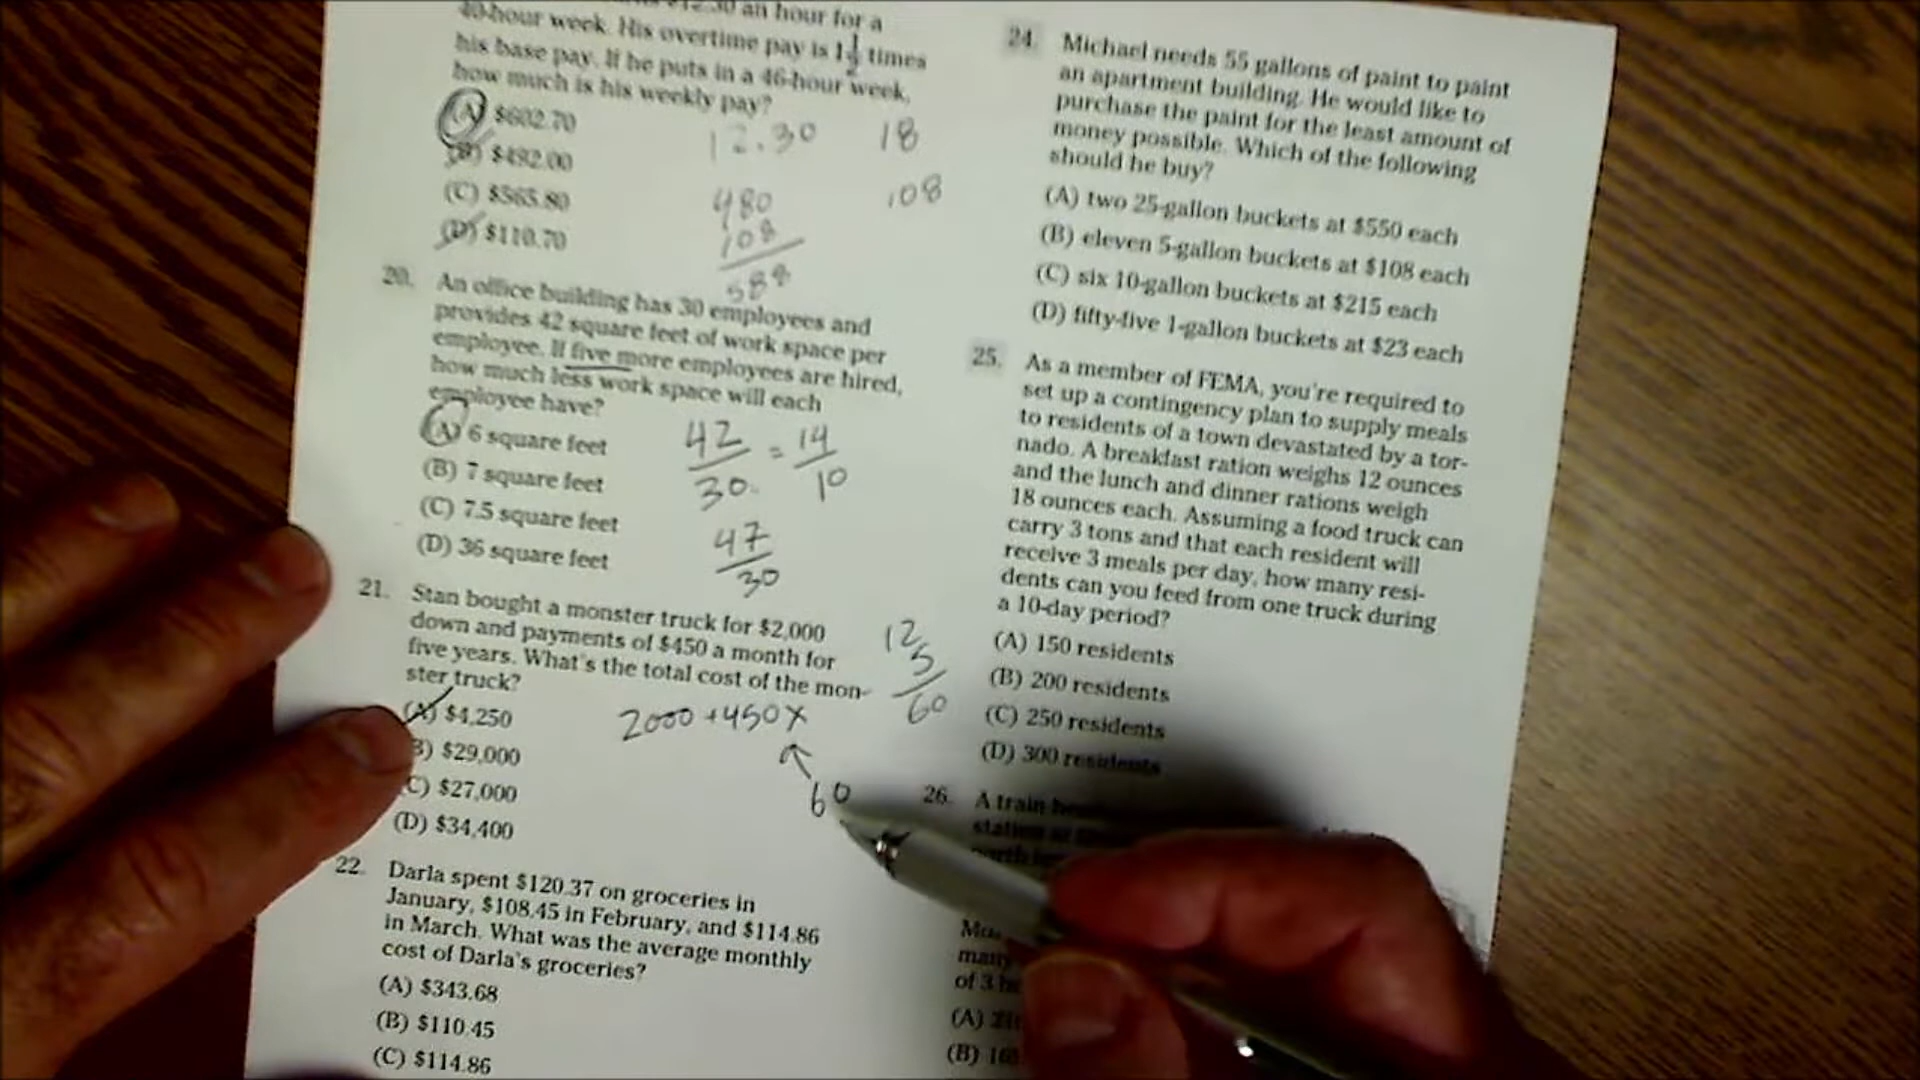 $12.30 an hour for a
40-hour week. His overtime pay is 1 1/2 times
his base pay. If he puts in a 46-hour week,
how much is his weekly pay?
(A) $602.70
(B) $492.00
(C) $565.80
(D) $110.70
12.30
18
480
108
588
108
20. An office building has 30 employees and
provides 42 square feet of work space per
employee. If five more employees are hired,
how much less work space will each
employee have?
(A) 6 square feet
(B) 7 square feet
(C) 7.5 square feet
(D) 36 square feet
42/30 = 14/10
47/30
21. Stan bought a monster truck for $2,000
down and payments of $450 a month for
five years. What's the total cost of the mon-
ster truck?
(A) $4,250
B) $29,000
C) $27,000
(D) $34,400
2000 + 450x
60
12
5
60
22. Darla spent $120.37 on groceries in
January, $108.45 in February, and $114.86
in March. What was the average monthly
cost of Darla's groceries?
(A) $343.68
(B) $110.45
(C) $114.86
24. Michael needs 55 gallons of paint to paint
an apartment building. He would like to
purchase the paint for the least amount of
money possible. Which of the following
should he buy?
(A) two 25-gallon buckets at $550 each
(B) eleven 5-gallon buckets at $108 each
(C) six 10-gallon buckets at $215 each
(D) fifty-five 1-gallon buckets at $23 each
25. As a member of FEMA, you're required to
set up a contingency plan to supply meals
to residents of a town devastated by a tor-
nado. A breakfast ration weighs 12 ounces
and the lunch and dinner rations weigh
18 ounces each. Assuming a food truck can
carry 3 tons and that each resident will
receive 3 meals per day, how many resi-
dents can you feed from one truck during
a 10-day period?
(A) 150 residents
(B) 200 residents
(C) 250 residents
(D) 300 residents
26. A train
station
many
of 3
(A)
(B)